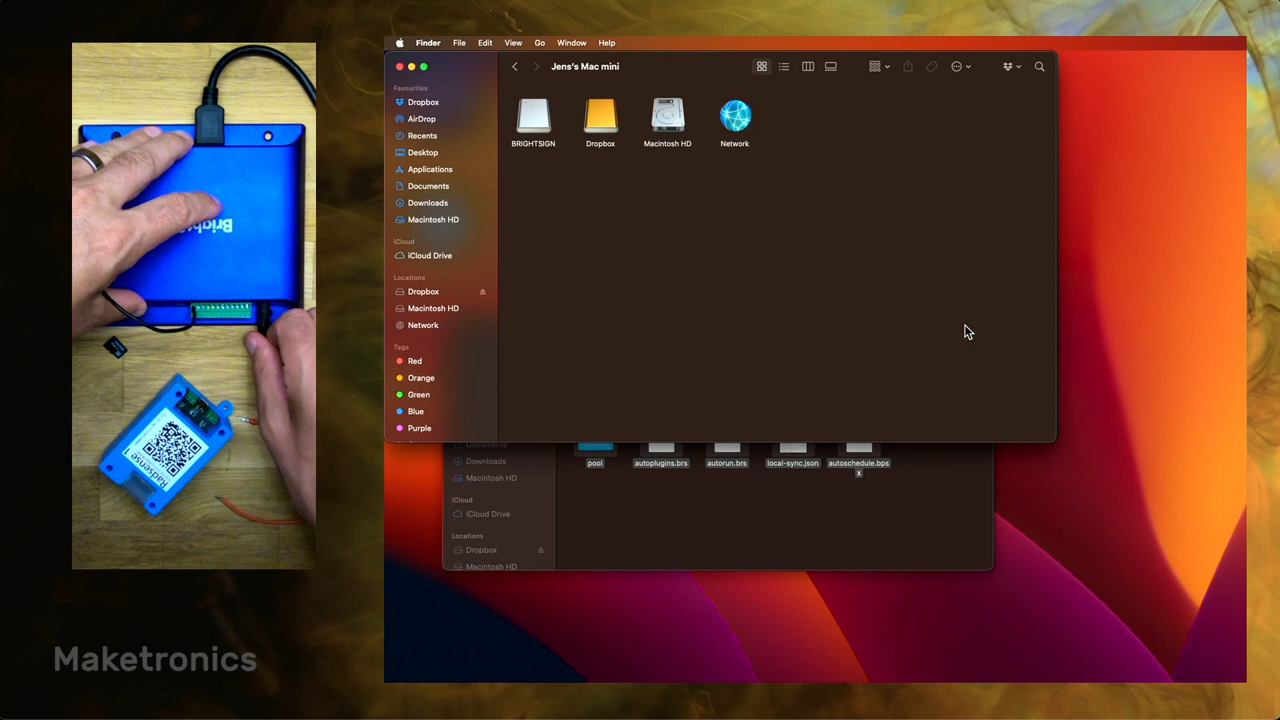 Finder File Edit View Go Window Help
Jens's Mac mini
Favourites
Dropbox
AirDrop
Recents
Desktop
Applications
Documents
Downloads
Macintosh HD
iCloud
iCloud Drive
Locations
Dropbox
Macintosh HD
Network
Tags
Red
Orange
Green
Blue
Purple
BRIGHTSIGN Dropbox Macintosh HD Network
Documents
Downloads
Macintosh HD
iCloud
iCloud Drive
Locations
Dropbox
Macintosh HD
pool autoplugins.brs autorun.brs local-sync.json autoschedule.bps
x
Radsense
Maketronics